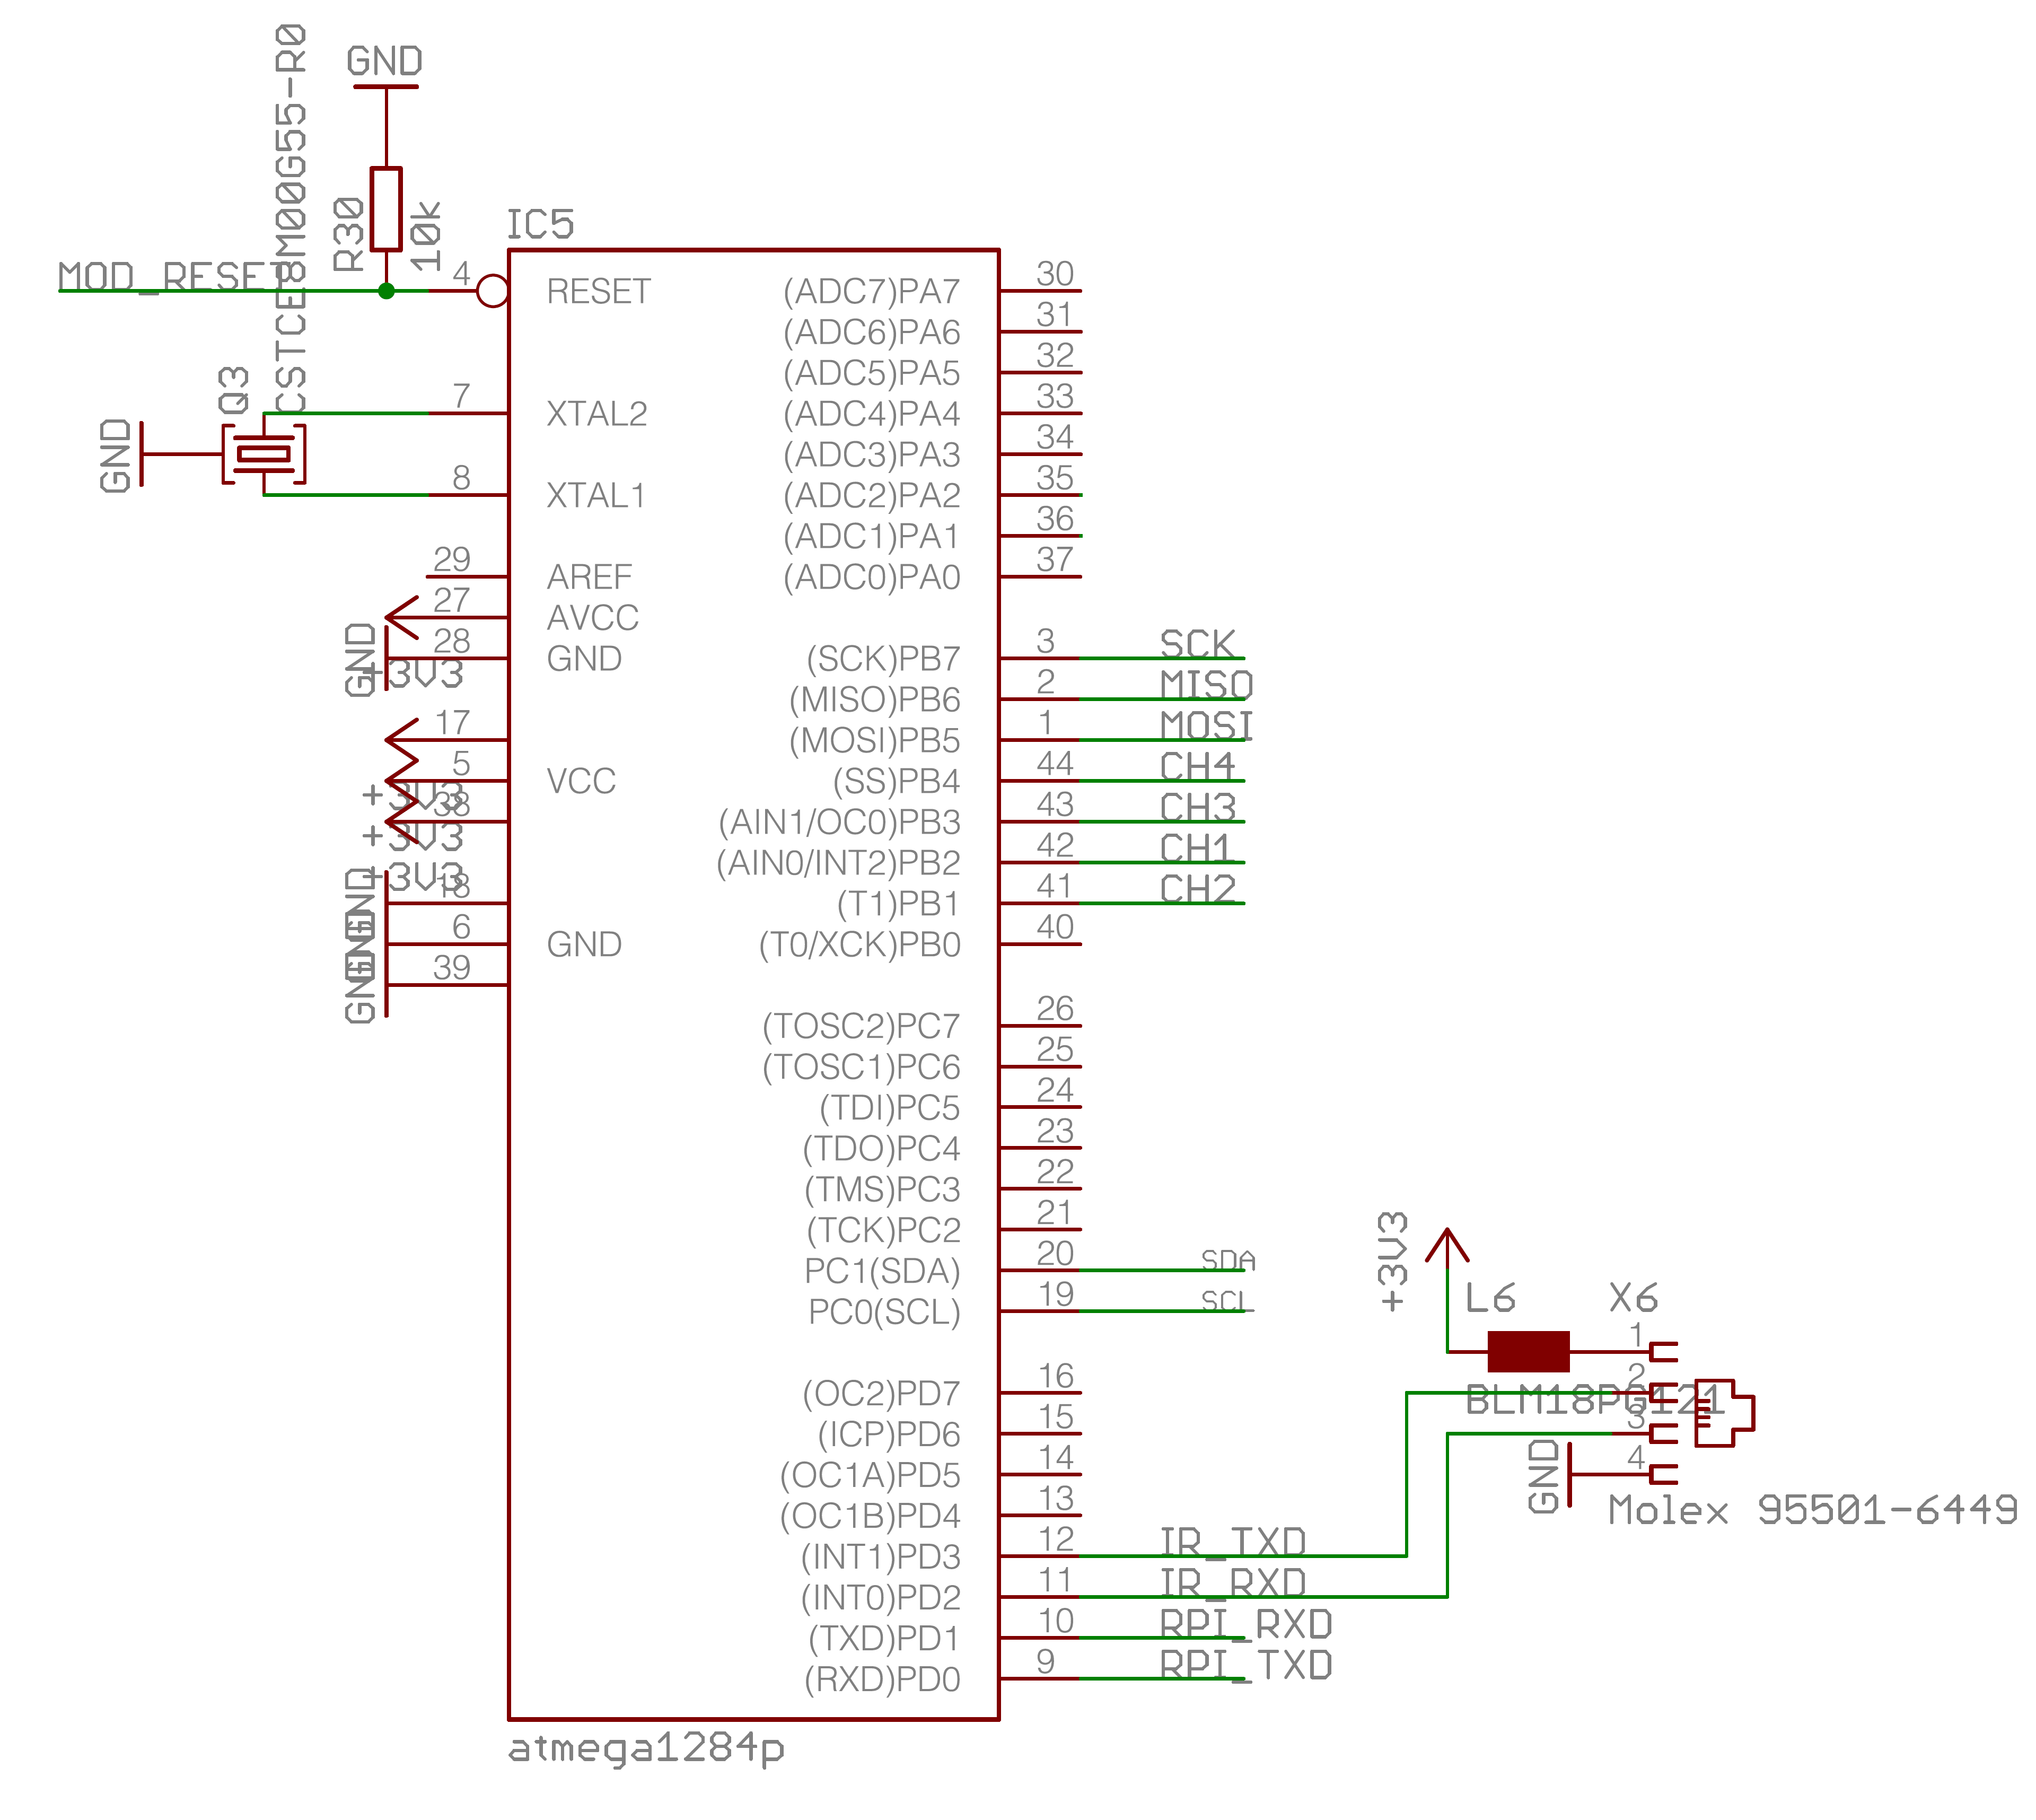 GND
R30
10k
CSTCE8M00G55-R0
MOD_RESET
IC5
4 RESET (ADC7)PA7 30
(ADC6)PA6 31
(ADC5)PA5 32
Q3
7 XTAL2 (ADC4)PA4 33
GND
(ADC3)PA3 34
8 XTAL1 (ADC2)PA2 35
(ADC1)PA1 36
29 AREF (ADC0)PA0 37
27 AVCC
+3V3
28 GND (SCK)PB7 3 SCK
GND
(MISO)PB6 2 MISO
17 (MOSI)PB5 1 MOSI
+3V3
5 VCC (SS)PB4 44 CH4
+3V3
38 (AIN1/OC0)PB3 43 CH3
+3V3
(AIN0/INT2)PB2 42 CH1
18 (T1)PB1 41 CH2
GND
6 GND (T0/XCK)PB0 40
GND
39
GND
(TOSC2)PC7 26
(TOSC1)PC6 25
(TDI)PC5 24
(TDO)PC4 23
(TMS)PC3 22
(TCK)PC2 21
PC1(SDA) 20 SDA
PC0(SCL) 19 SCL
+3V3
L6
BLM18PG121
X6
1
2
3
4
GND
Molex 95501-6449
(OC2)PD7 16
(ICP)PD6 15
(OC1A)PD5 14
(OC1B)PD4 13
(INT1)PD3 12 IR_TXD
(INT0)PD2 11 IR_RXD
(TXD)PD1 10 RPI_RXD
(RXD)PD0 9 RPI_TXD
atmega1284p